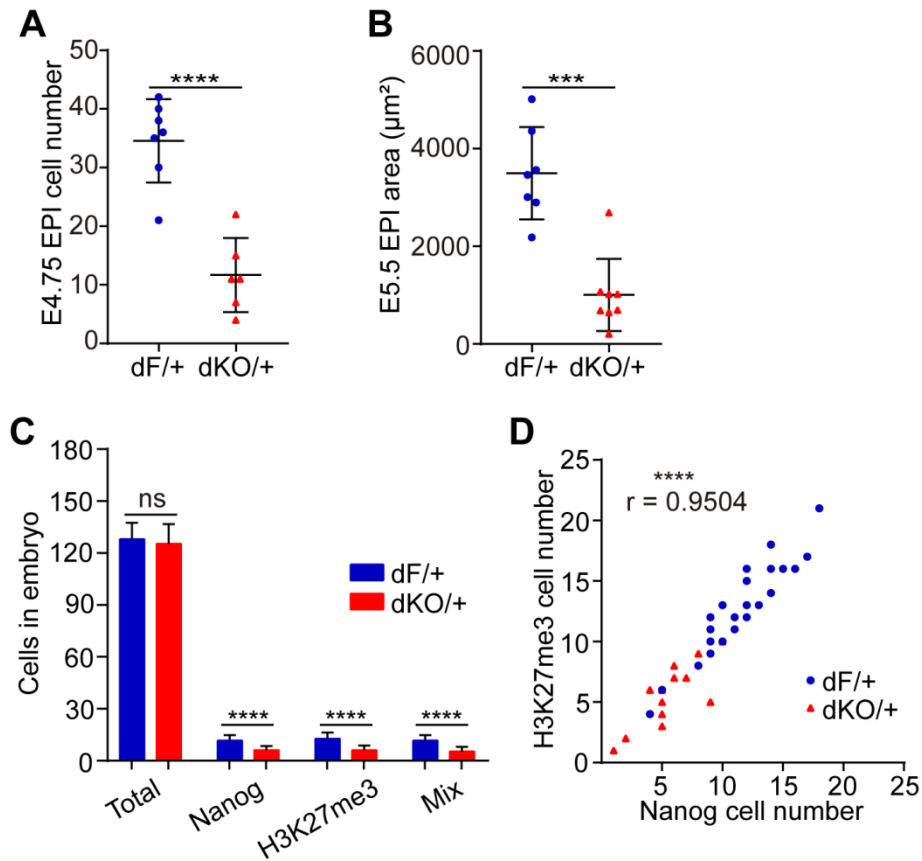 A
E4.75 EPI cell number
50
40
30
20
10
0
****
dF/+ dKO/+
B
E5.5 EPI area (µm²)
6000
4000
2000
0
***
dF/+ dKO/+
C
Cells in embryo
180
150
120
90
60
30
0
ns
**** **** ****
dF/+
dKO/+
Total Nanog H3K27me3 Mix
D
H3K27me3 cell number
25
20
15
10
5
0
****
r = 0.9504
dF/+
dKO/+
5 10 15 20 25
Nanog cell number